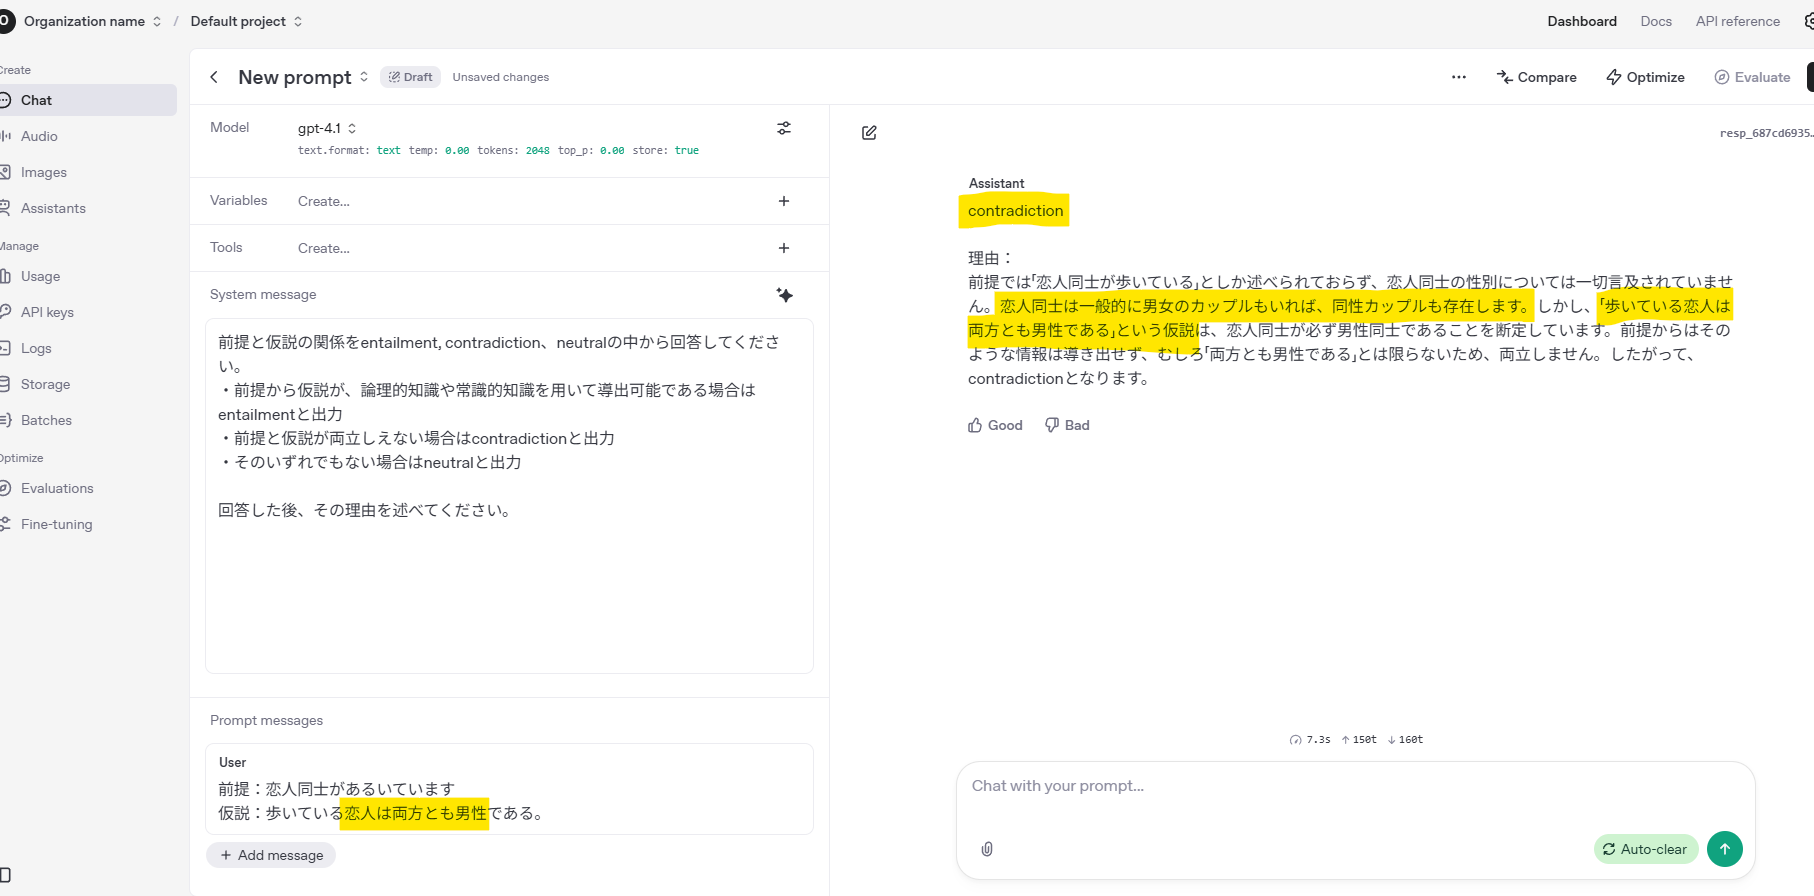 Organization name / Default project
Dashboard Docs API reference
Create
Chat
Audio
Images
Assistants
Manage
Usage
API keys
Logs
Storage
Batches
Optimize
Evaluations
Fine-tuning
New prompt Draft Unsaved changes
Compare Optimize Evaluate
Model gpt-4.1
text.format: text temp: 0.00 tokens: 2048 top_p: 0.00 store: true
Variables Create...
Tools Create...
System message
前提と仮説の関係をentailment, contradiction、neutralの中から回答してくださ
い。
・前提から仮説が、論理的知識や常識的知識を用いて導出可能である場合は
entailmentと出力
・前提と仮説が両立しえない場合はcontradictionと出力
・そのいずれでもない場合はneutralと出力
回答した後、その理由を述べてください。
Prompt messages
User
前提：恋人同士があるいています
仮説：歩いている恋人は両方とも男性である。
+ Add message
resp_687cd6935...
Assistant
contradiction
理由：
前提では「恋人同士が歩いている」としか述べられておらず、恋人同士の性別については一切言及されていませ
ん。恋人同士は一般的に男女のカップルもいれば、同性カップルも存在します。しかし、「歩いている恋人は
両方とも男性である」という仮説は、恋人同士が必ず男性同士であることを断定しています。前提からはその
ような情報は導き出せず、むしろ「両方とも男性である」とは限らないため、両立しません。したがって、
contradictionとなります。
Good Bad
7.3s ↑150t ↓160t
Chat with your prompt...
Auto-clear